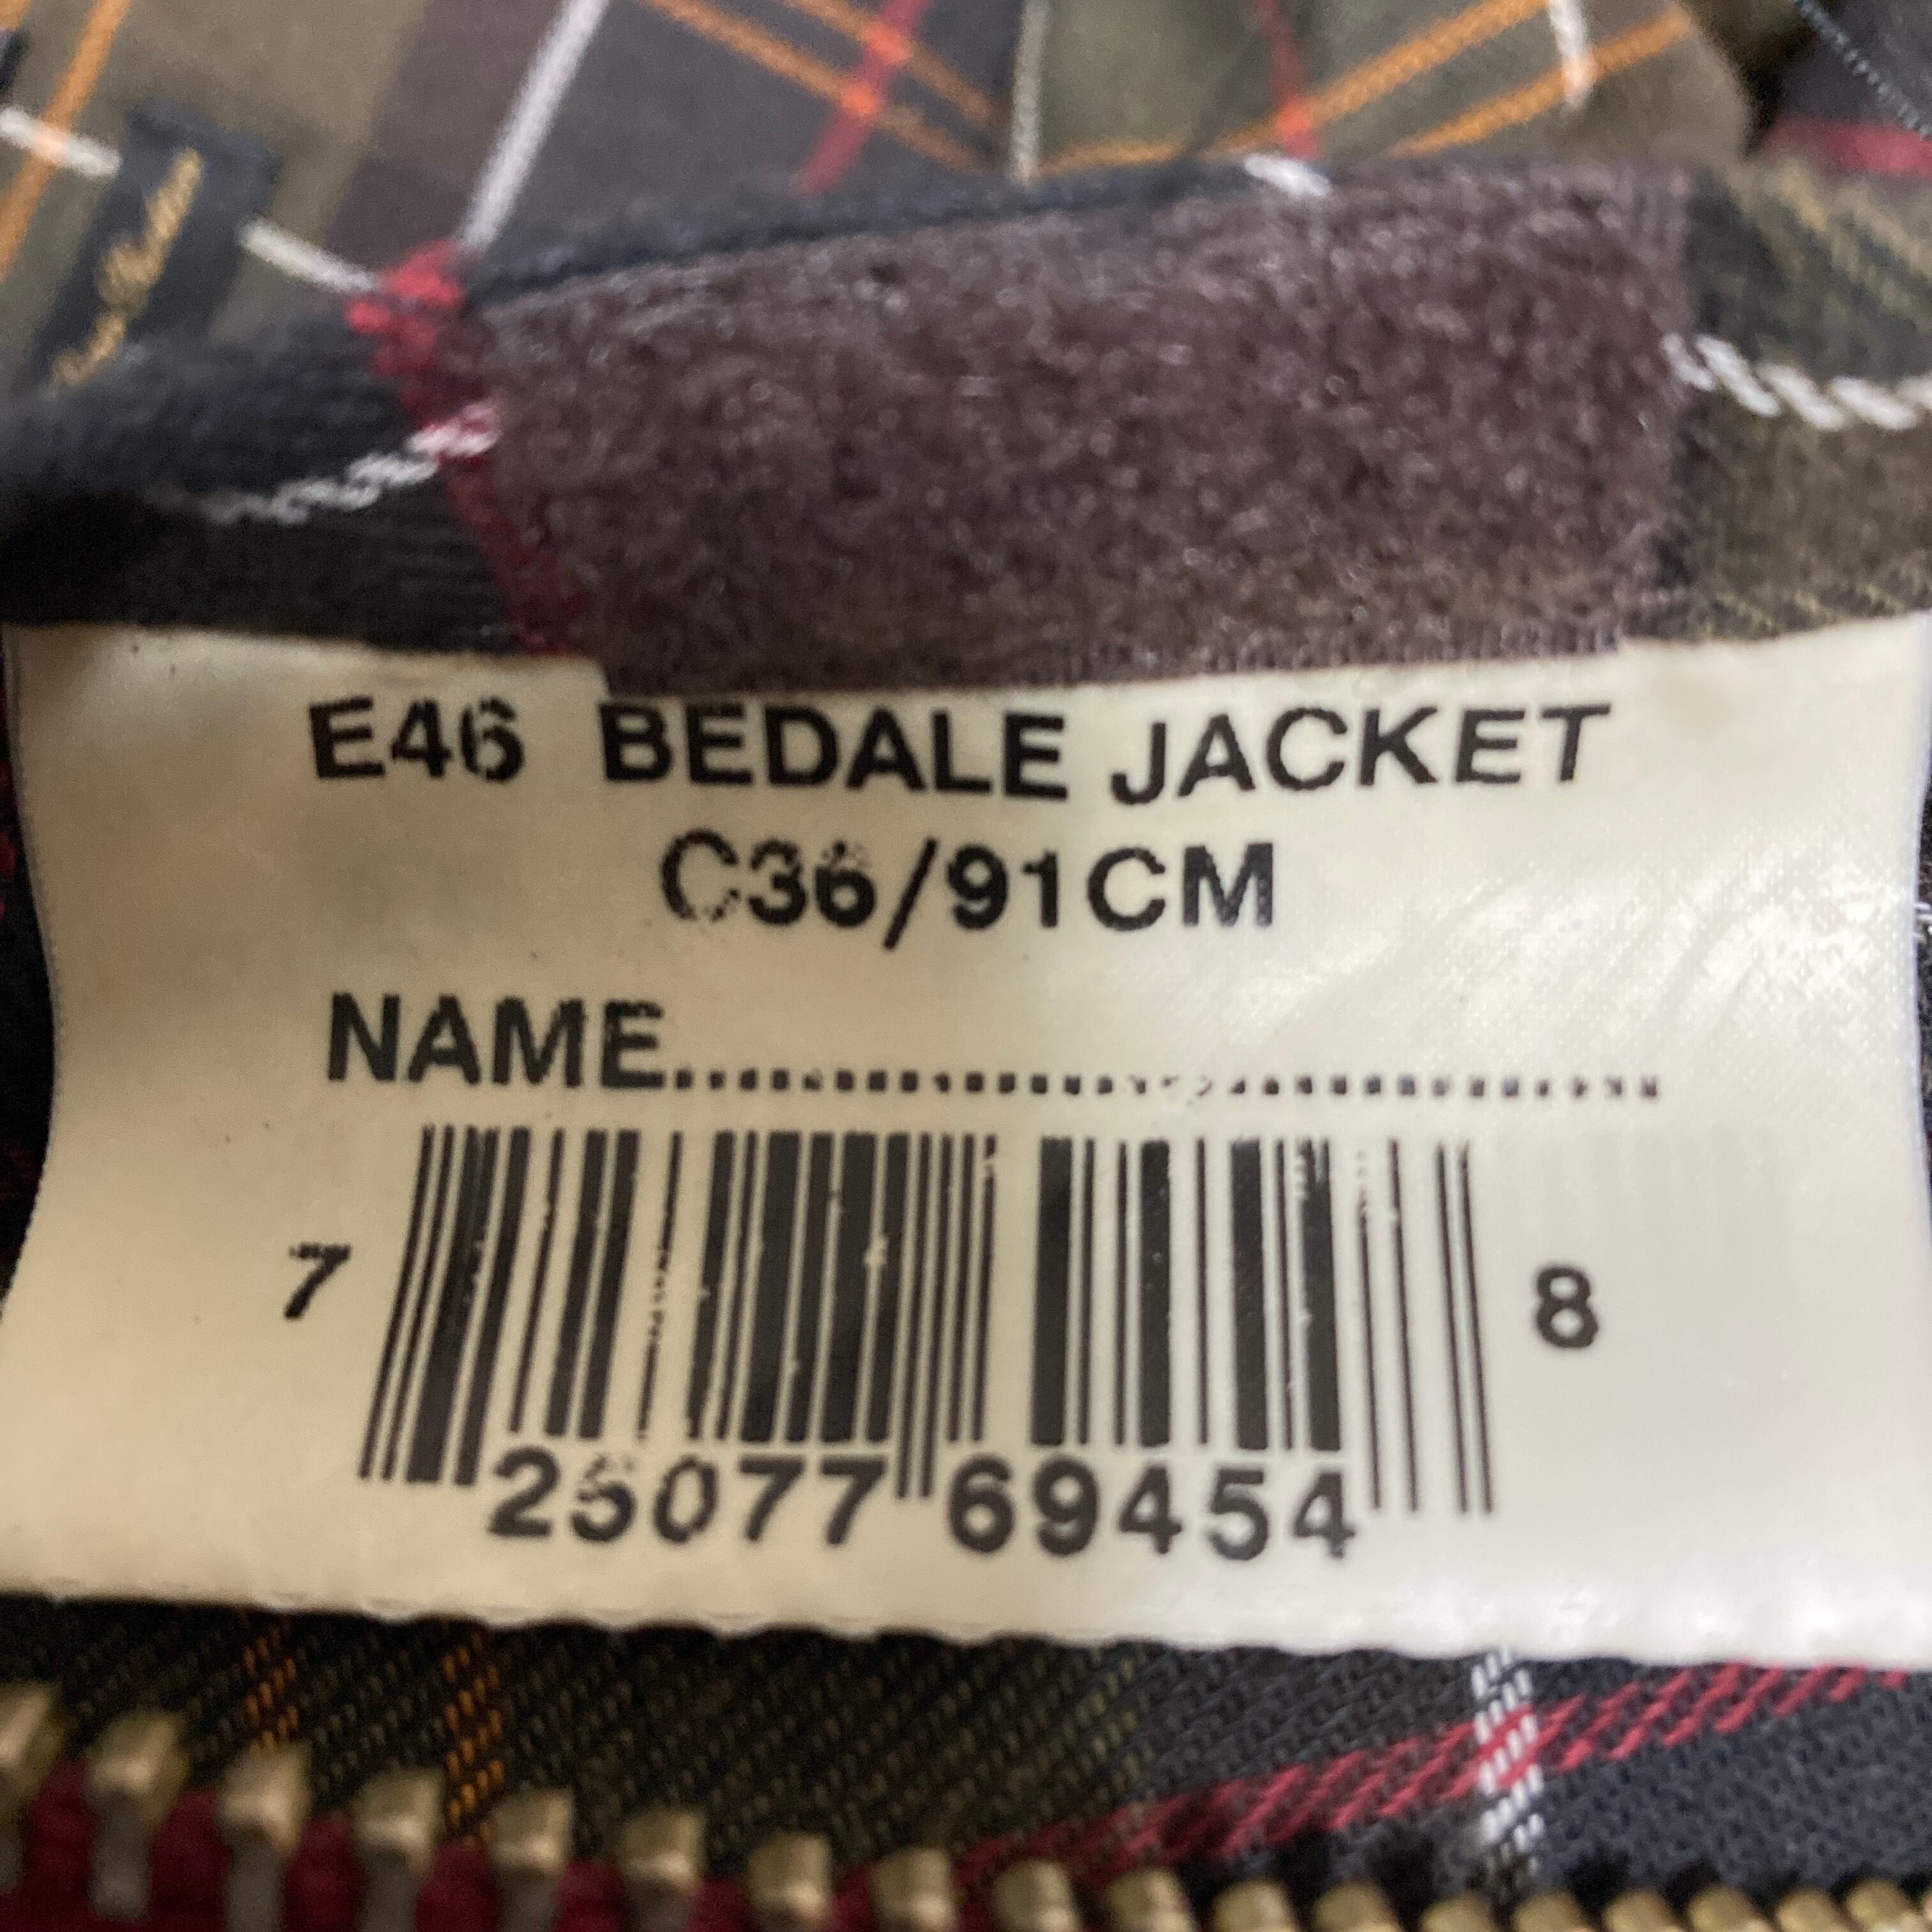 E46 BEDALE JACKET
C36/91CM
NAME................................................
7 25077 69454 8